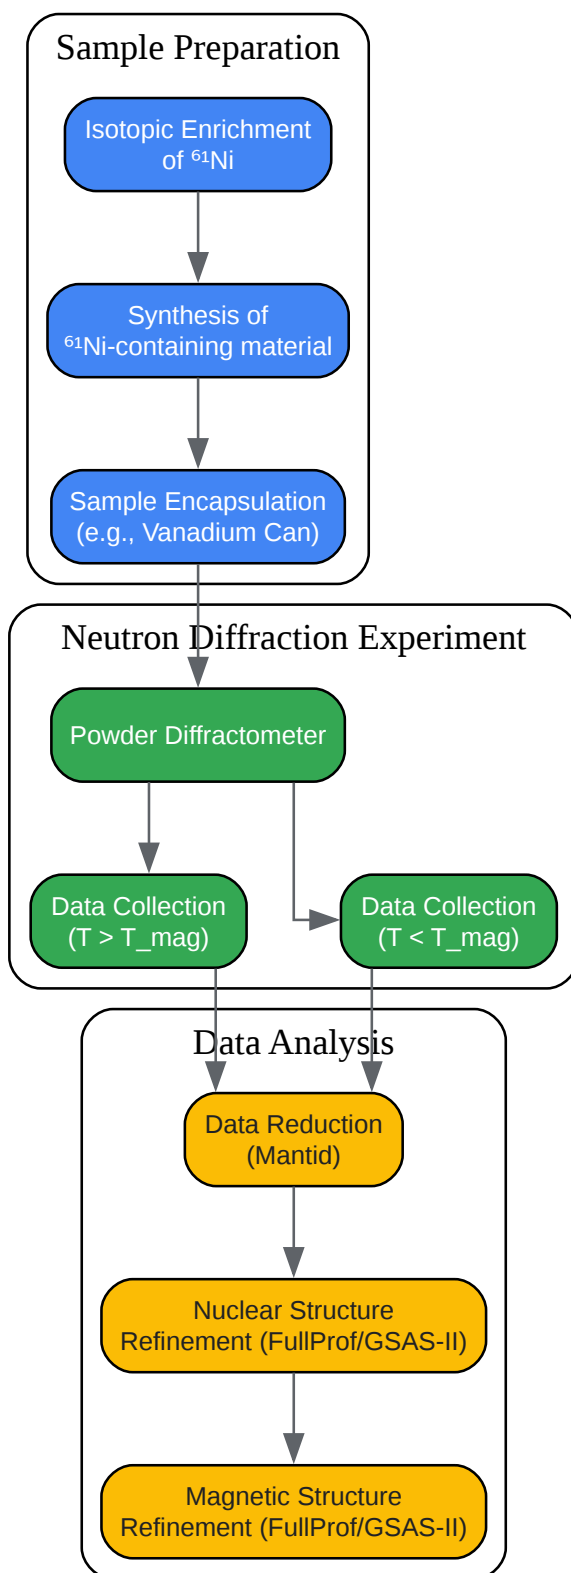 Sample Preparation
Isotopic Enrichment
of ⁶¹Ni
Synthesis of
⁶¹Ni-containing material
Sample Encapsulation
(e.g., Vanadium Can)
Neutron Diffraction Experiment
Powder Diffractometer
Data Collection
(T > T_mag)
Data Collection
(T < T_mag)
Data Analysis
Data Reduction
(Mantid)
Nuclear Structure
Refinement (FullProf/GSAS-II)
Magnetic Structure
Refinement (FullProf/GSAS-II)